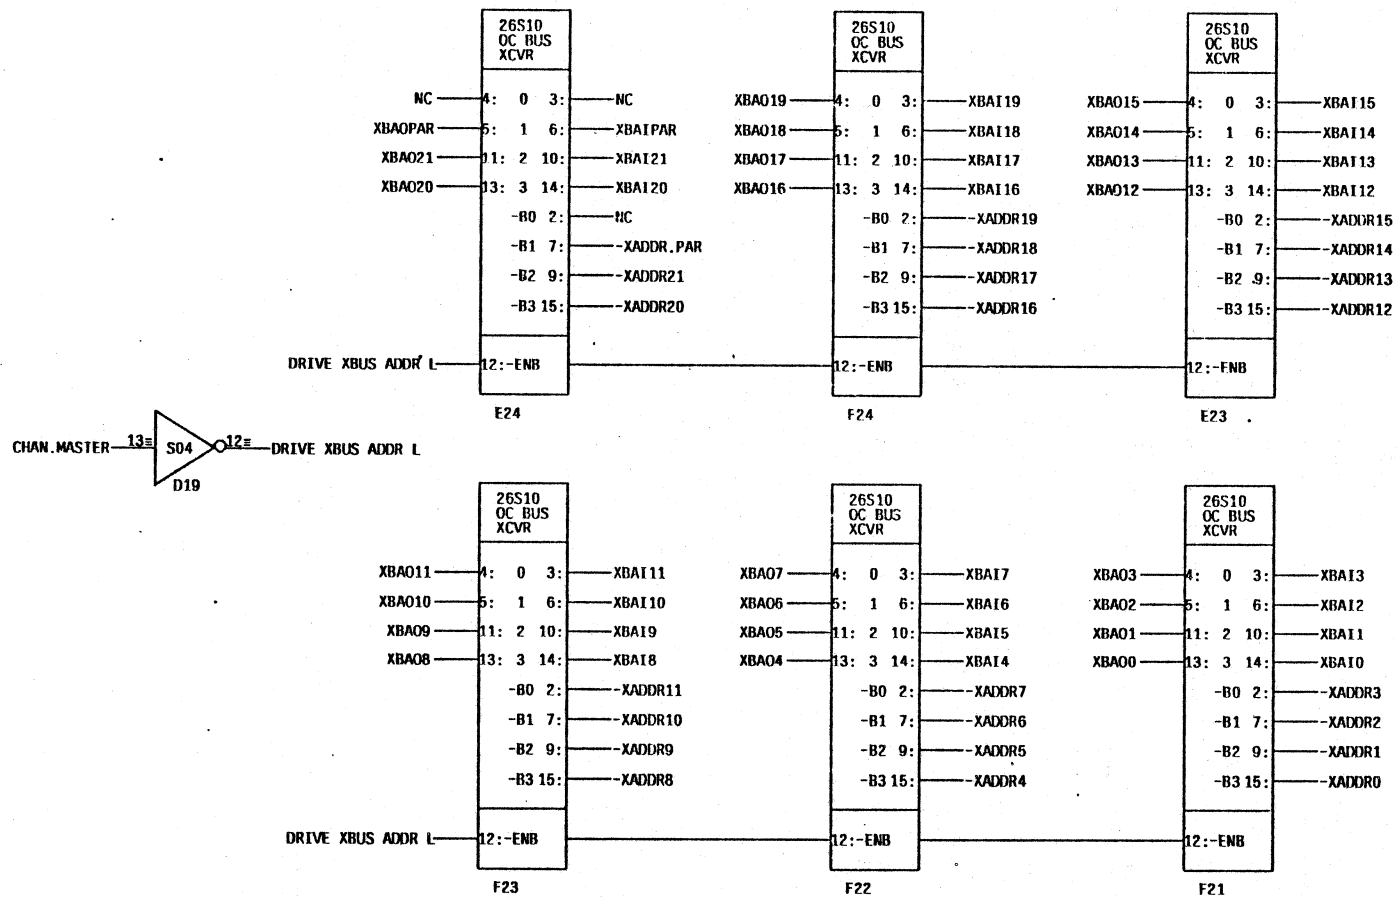 26S10
OC BUS
XCVR
NC 4: 0 3: NC
XBAOPAR 5: 1 6: XBAIPAR
XBAO21 11: 2 10: XBAI21
XBAO20 13: 3 14: XBAI20
-B0 2: NC
-B1 7: -XADDR.PAR
-B2 9: -XADDR21
-B3 15: -XADDR20
DRIVE XBUS ADDR L 12:-ENB
E24
26S10
OC BUS
XCVR
XBAO19 4: 0 3: XBAI19
XBAO18 5: 1 6: XBAI18
XBAO17 11: 2 10: XBAI17
XBAO16 13: 3 14: XBAI16
-B0 2: -XADDR19
-B1 7: -XADDR18
-B2 9: -XADDR17
-B3 15: -XADDR16
12:-ENB
F24
26S10
OC BUS
XCVR
XBAO15 4: 0 3: XBAI15
XBAO14 5: 1 6: XBAI14
XBAO13 11: 2 10: XBAI13
XBAO12 13: 3 14: XBAI12
-B0 2: -XADDR15
-B1 7: -XADDR14
-B2 9: -XADDR13
-B3 15: -XADDR12
12:-ENB
E23
CHAN.MASTER 13≡ S04 12≡ DRIVE XBUS ADDR L
D19
26S10
OC BUS
XCVR
XBAO11 4: 0 3: XBAI11
XBAO10 5: 1 6: XBAI10
XBAO9 11: 2 10: XBAI9
XBAO8 13: 3 14: XBAI8
-B0 2: -XADDR11
-B1 7: -XADDR10
-B2 9: -XADDR9
-B3 15: -XADDR8
DRIVE XBUS ADDR L 12:-ENB
F23
26S10
OC BUS
XCVR
XBAO7 4: 0 3: XBAI7
XBAO6 5: 1 6: XBAI6
XBAO5 11: 2 10: XBAI5
XBAO4 13: 3 14: XBAI4
-B0 2: -XADDR7
-B1 7: -XADDR6
-B2 9: -XADDR5
-B3 15: -XADDR4
12:-ENB
F22
26S10
OC BUS
XCVR
XBAO3 4: 0 3: XBAI3
XBAO2 5: 1 6: XBAI2
XBAO1 11: 2 10: XBAI1
XBAO0 13: 3 14: XBAI0
-B0 2: -XADDR3
-B1 7: -XADDR2
-B2 9: -XADDR1
-B3 15: -XADDR0
12:-ENB
F21